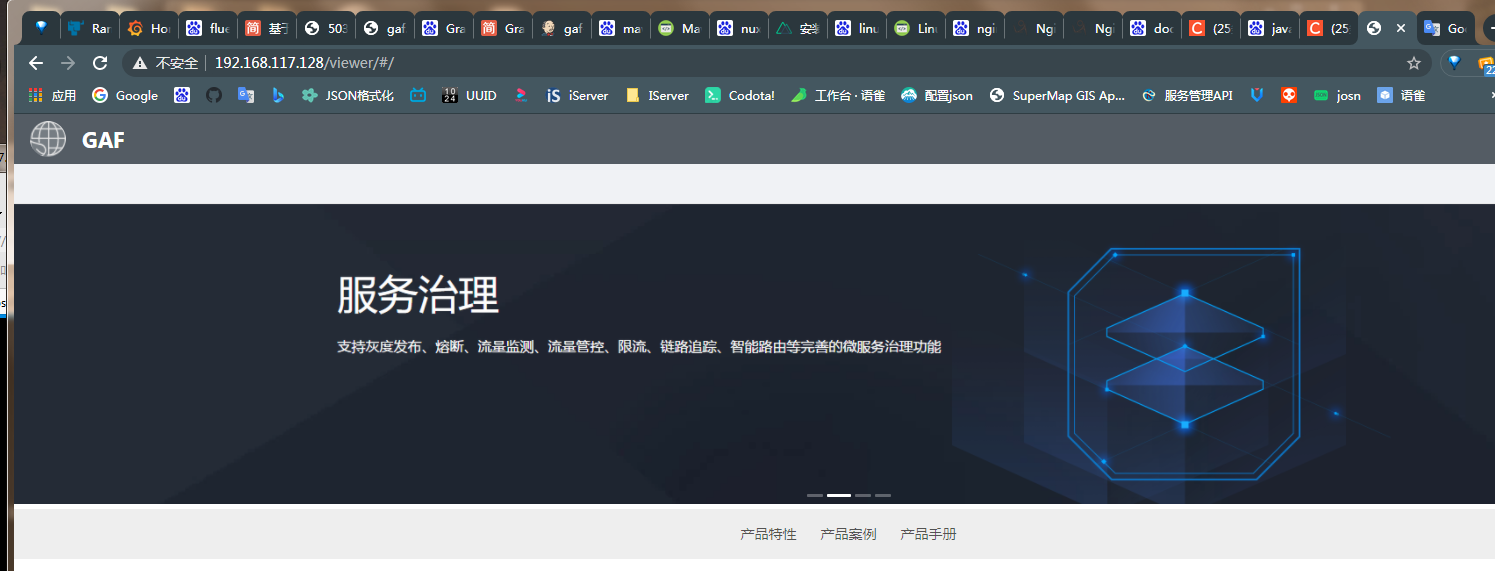 Ran
Hor
flue
基于
503
gaf
Gra
Gra
gaf
ma
Ma
nux
安装
linu
Linu
ngi
Ngi
Ngi
doc
(25
java
(25
Go
不安全 192.168.117.128/viewer/#/
22
应用 Google JSON格式化 10 24 UUID iS iServer IServer Codota! 工作台 · 语雀 配置json SuperMap GIS Ap... 服务管理API josn 语雀
GAF
服务治理
支持灰度发布、熔断、流量监测、流量管控、限流、链路追踪、智能路由等完善的微服务治理功能
产品特性 产品案例 产品手册